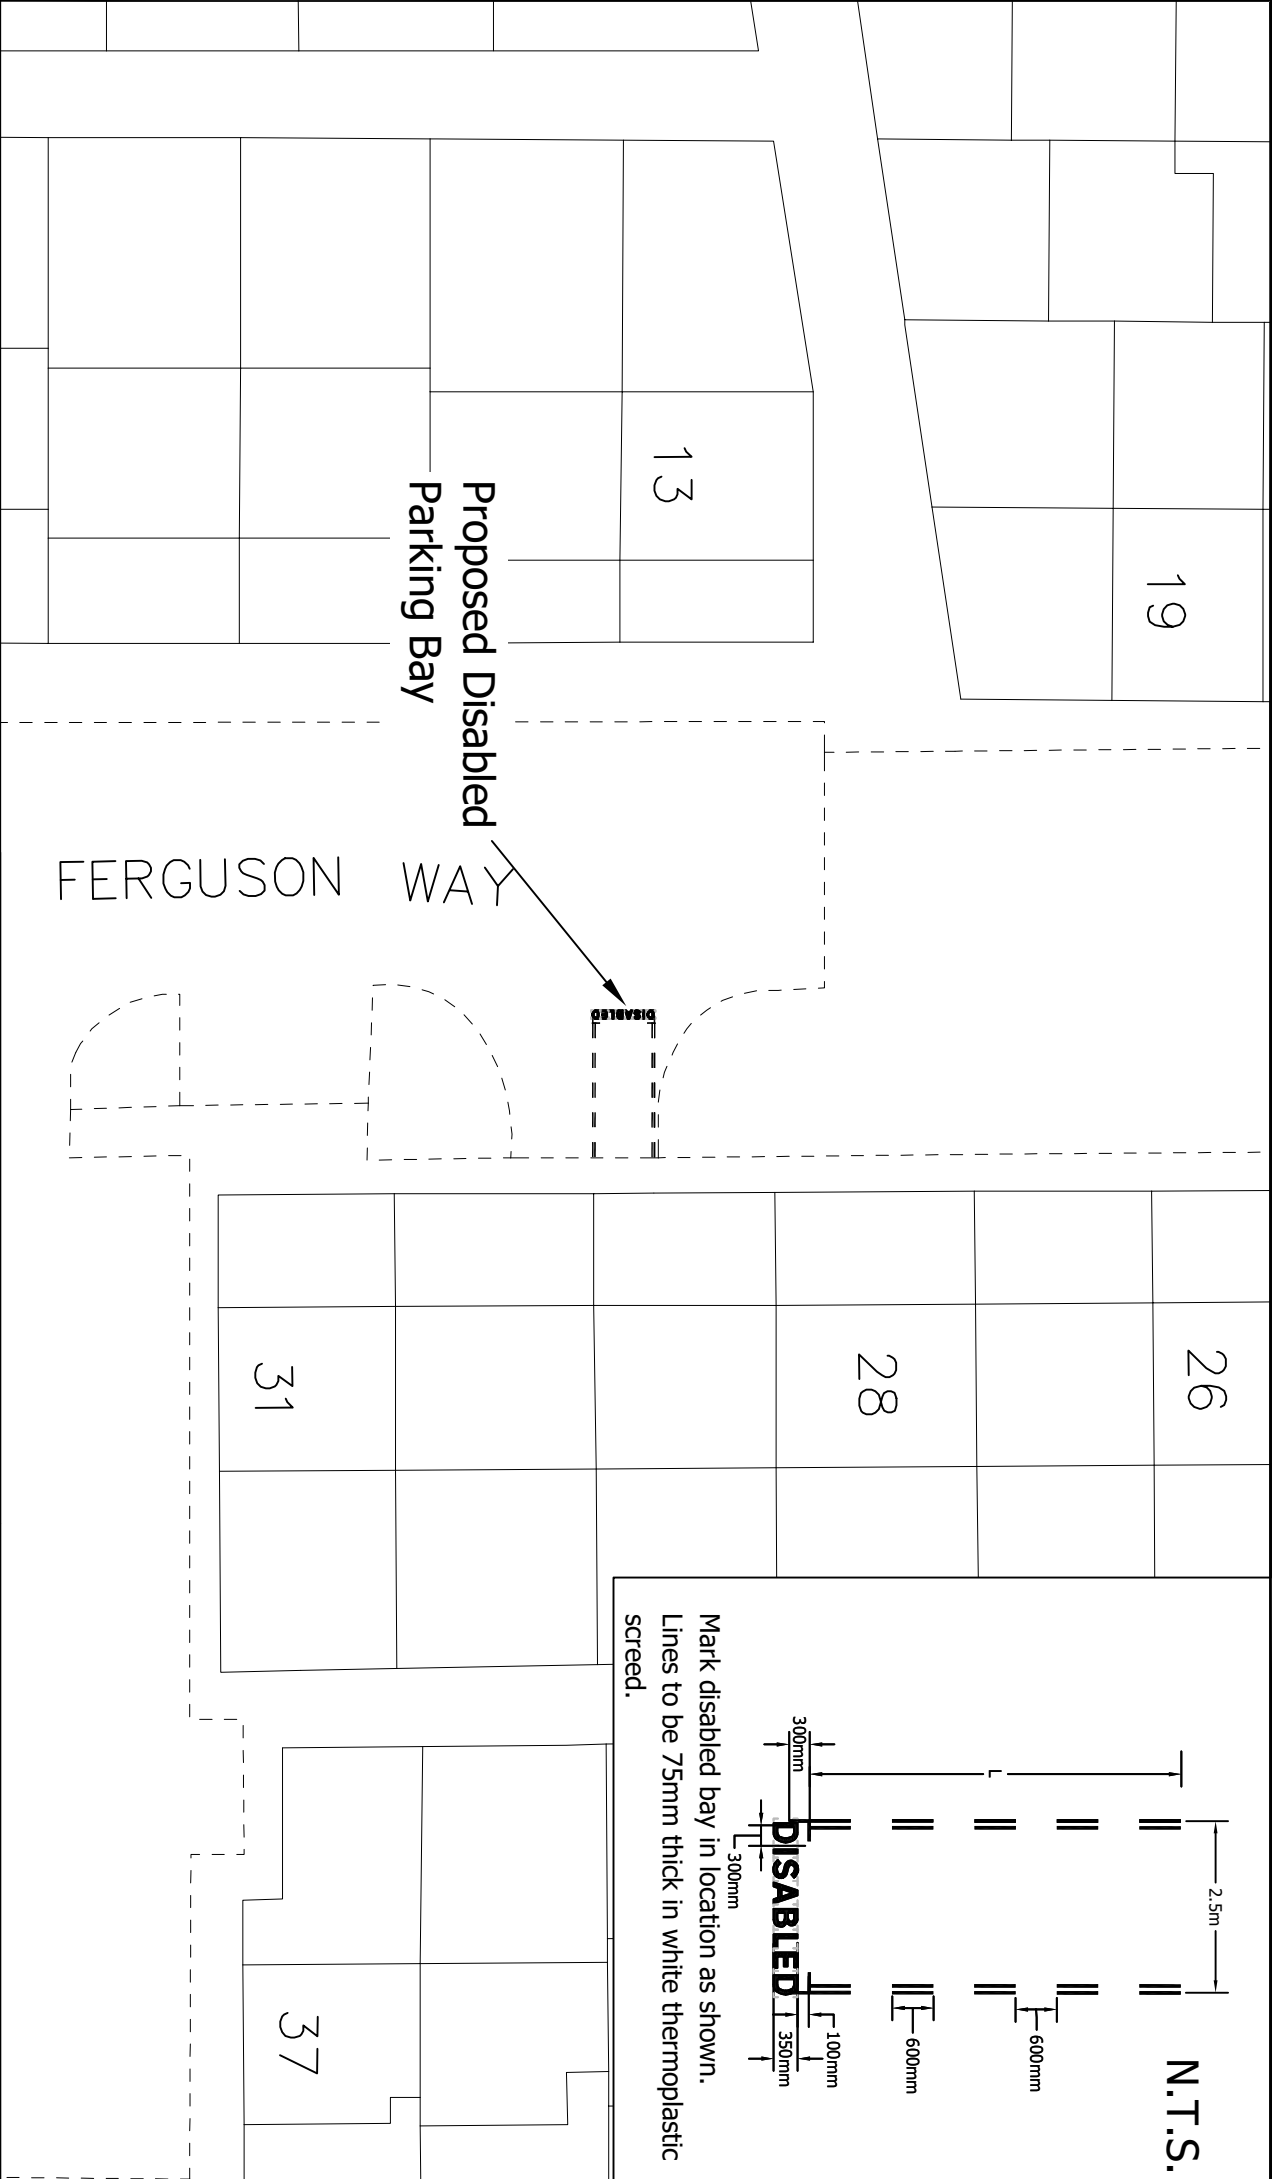 19
13
Proposed Disabled
Parking Bay
FERGUSON WAY
DISABLED
26
28
31
37
N.T.S.
2.5m
L
600mm
600mm
100mm
350mm
300mm
300mm
DISABLED
Mark disabled bay in location as shown.
Lines to be 75mm thick in white thermoplastic
screed.